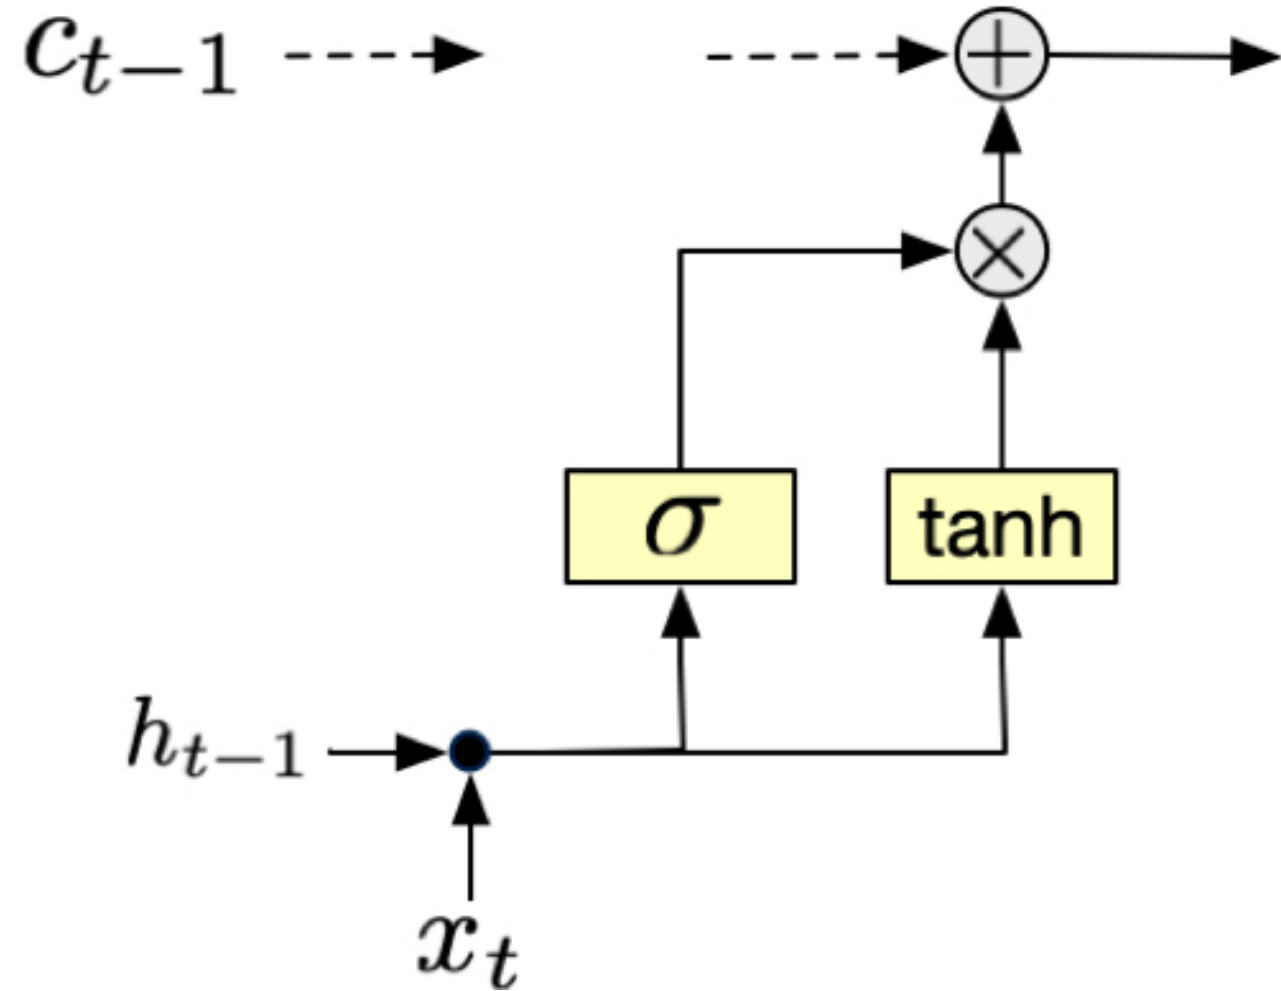 c_{t-1}
+
×
σ tanh
h_{t-1}
x_t